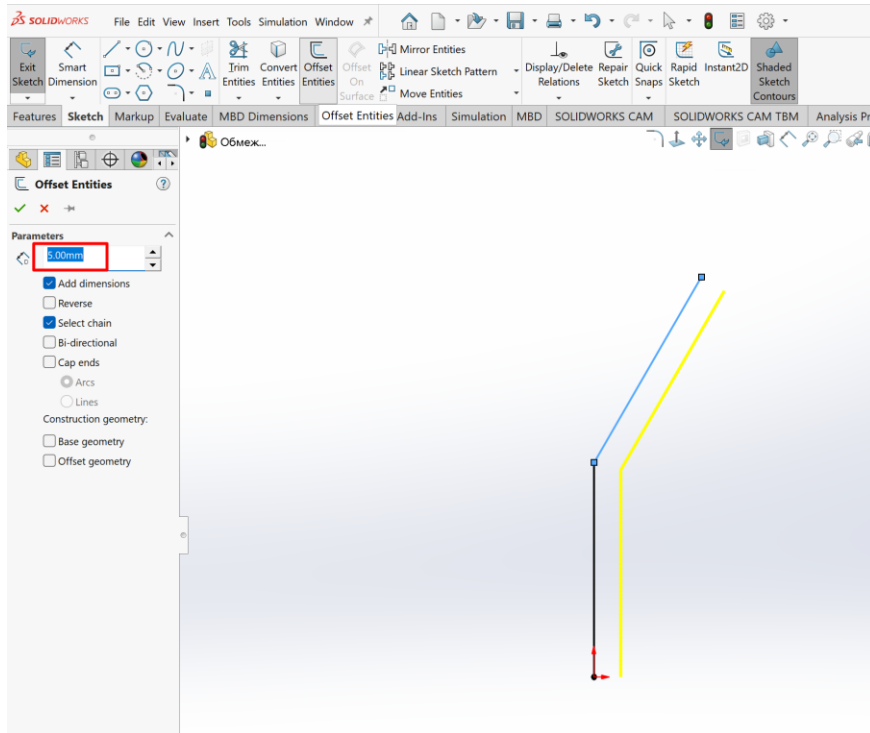 SOLIDWORKS File Edit View Insert Tools Simulation Window
Exit Sketch
Smart Dimension
Trim Entities
Convert Entities
Offset Entities
Offset On Surface
Mirror Entities
Linear Sketch Pattern
Move Entities
Display/Delete Relations
Repair Sketch
Quick Snaps
Rapid Sketch
Instant2D
Shaded Sketch Contours
Features Sketch Markup Evaluate MBD Dimensions Offset Entities Add-Ins Simulation MBD SOLIDWORKS CAM SOLIDWORKS CAM TBM Analysis Pr
Обмеж...
Offset Entities
Parameters
5.00mm
Add dimensions
Reverse
Select chain
Bi-directional
Cap ends
Arcs
Lines
Construction geometry:
Base geometry
Offset geometry